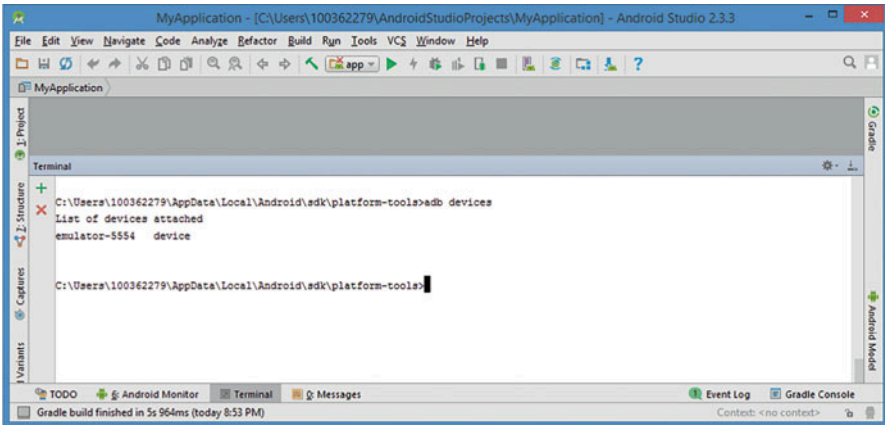 MyApplication - [C:\Users\100362279\AndroidStudioProjects\MyApplication] - Android Studio 2.3.3
File Edit View Navigate Code Analyze Refactor Build Run Tools VCS Window Help
app
MyApplication
1: Project
Gradle
Terminal
C:\Users\100362279\AppData\Local\Android\sdk\platform-tools>adb devices
List of devices attached
emulator-5554 device
Z: Structure
C:\Users\100362279\AppData\Local\Android\sdk\platform-tools>
Captures
Android Model
Variants
TODO 6: Android Monitor Terminal 0: Messages 1 Event Log Gradle Console
Gradle build finished in 5s 964ms (today 8:53 PM) Context: <no context>